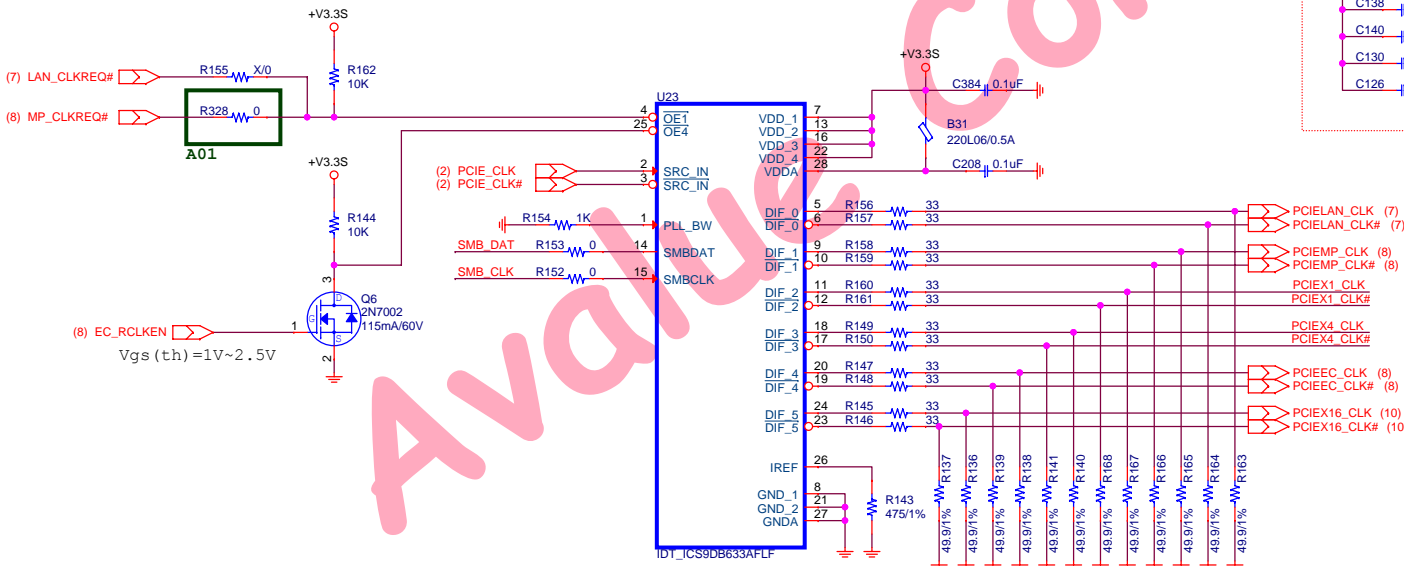 +V3.3S
(7) LAN_CLKREQ#
R155
X/0
R162
10K
(8) MP_CLKREQ#
R328
0
A01
+V3.3S
R144
10K
(8) EC_RCLKEN
1
3
D
G
S
2
Q6
2N7002
115mA/60V
Vgs(th)=1V~2.5V
(2) PCIE_CLK
(2) PCIE_CLK#
R154
1K
SMB_DAT
R153
0
SMB_CLK
R152
0
U23
4
OE1
25
OE4
2
SRC_IN
3
SRC_IN
1
PLL_BW
14
SMBDAT
15
SMBCLK
VDD_1
7
VDD_2
13
VDD_3
16
VDD_4
22
VDDA
28
DIF_0
5
DIF_0
6
DIF_1
9
DIF_1
10
DIF_2
11
DIF_2
12
DIF_3
18
DIF_3
17
DIF_4
20
DIF_4
19
DIF_5
24
DIF_5
23
IREF
26
GND_1
8
GND_2
21
GNDA
27
IDT_ICS9DB633AFLF
+V3.3S
C384
0.1uF
B31
220L06/0.5A
C208
0.1uF
R156
33
PCIELAN_CLK (7)
R157
33
PCIELAN_CLK# (7)
R158
33
PCIEMP_CLK (8)
R159
33
PCIEMP_CLK# (8)
R160
33
PCIEX1_CLK
R161
33
PCIEX1_CLK#
R149
33
PCIEX4_CLK
R150
33
PCIEX4_CLK#
R147
33
PCIEEC_CLK (8)
R148
33
PCIEEC_CLK# (8)
R145
33
PCIEX16_CLK (10)
R146
33
PCIEX16_CLK# (10
R143
475/1%
R137
49.9/1%
R136
49.9/1%
R139
49.9/1%
R138
49.9/1%
R141
49.9/1%
R140
49.9/1%
R168
49.9/1%
R167
49.9/1%
R166
49.9/1%
R165
49.9/1%
R164
49.9/1%
R163
49.9/1%
C138
C140
C130
C126
Avalue Co